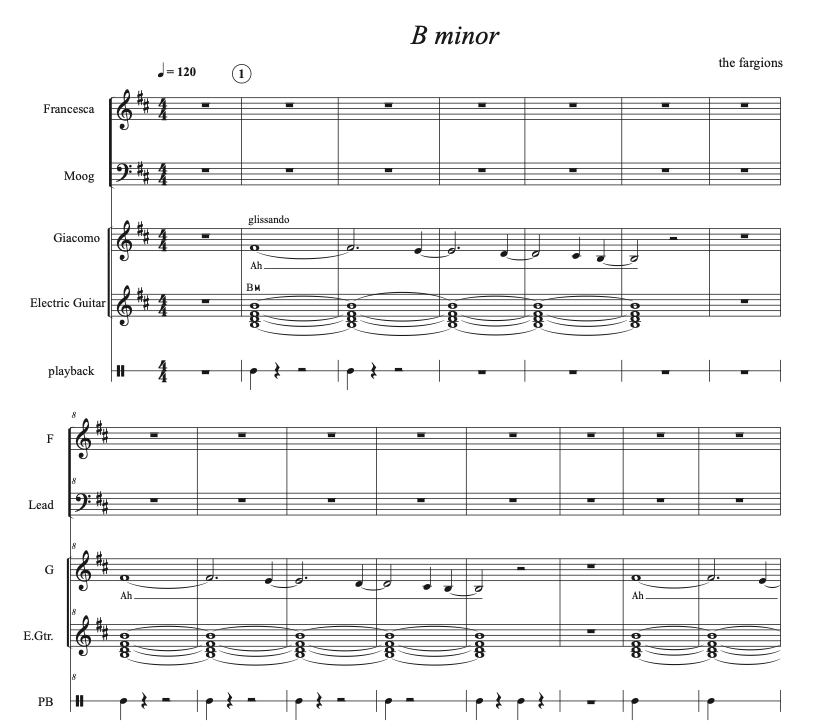 B minor
the fargions
= 120
1
Francesca
Moog
glissando
Giacomo
Ah
BM
Electric Guitar
playback
8
F
8
Lead
8
G
Ah
Ah
8
E.Gtr.
8
PB